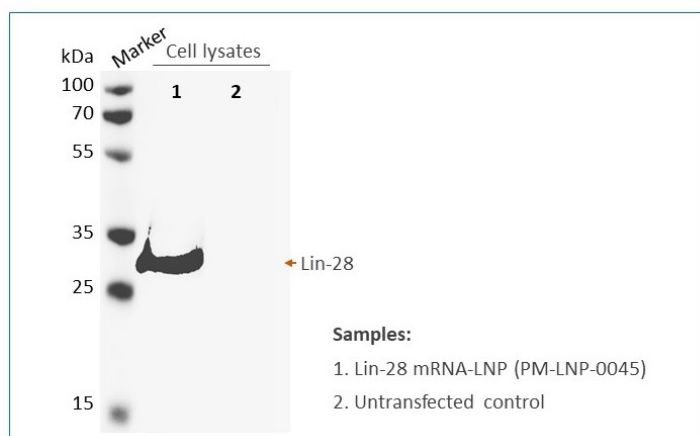 kDa
Marker
Cell lysates
1
2
100
70
55
35
Lin-28
25
Samples:
1. Lin-28 mRNA-LNP (PM-LNP-0045)
2. Untransfected control
15